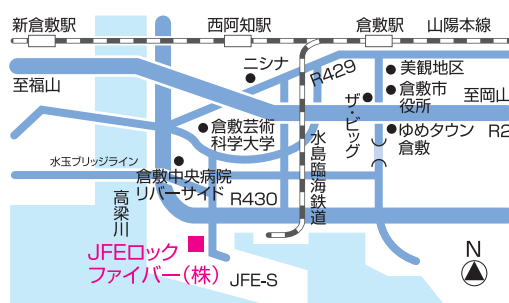 新倉敷駅
西阿知駅
倉敷駅
山陽本線
ニシナ
R429
美観地区
倉敷市
役所
至福山
至岡山
ザ・ビッグ
倉敷芸術
科学大学
ゆめタウン
倉敷
R2
水島臨海鉄道
水玉ブリッジライン
倉敷中央病院
リバーサイド
R430
高梁川
JFEロック
ファイバー(株)
JFE-S
N